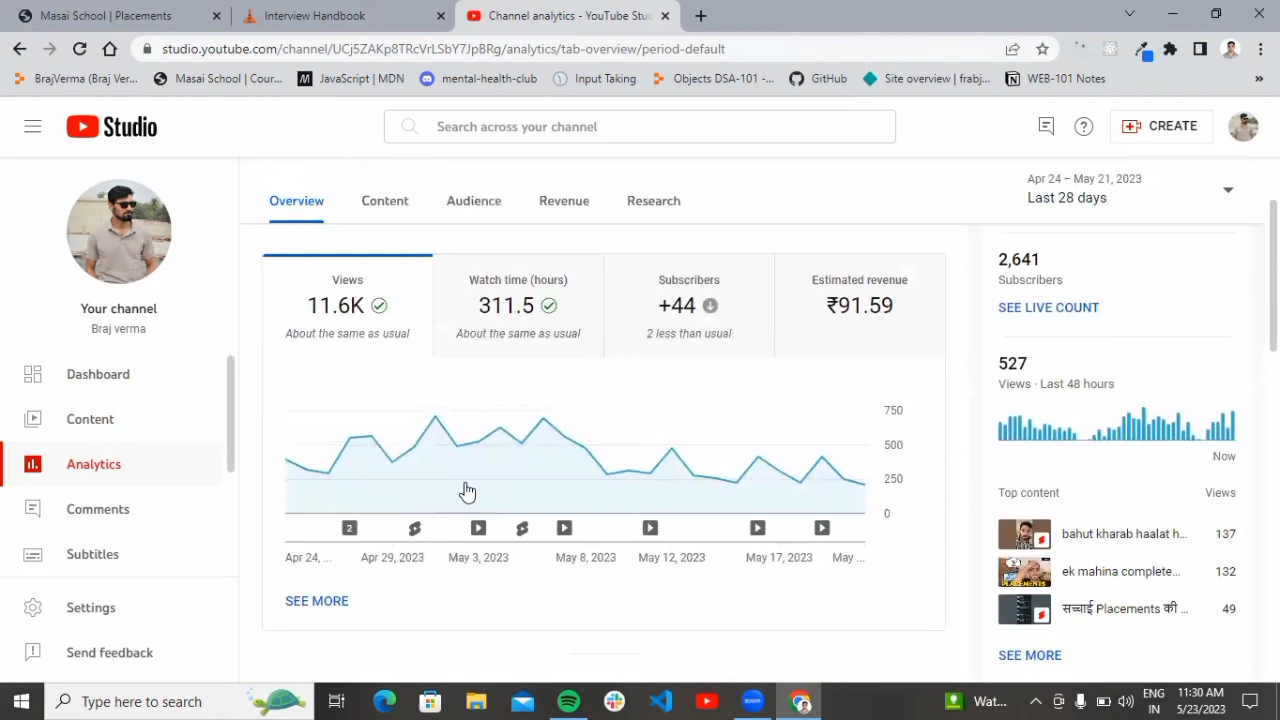 Masai School | Placements
Interview Handbook
Channel analytics - YouTube Stu
studio.youtube.com/channel/UCj5ZAKp8TRcVrLSbY7JpBRg/analytics/tab-overview/period-default
BrajVerma (Braj Ver...
Masai School | Cour...
JavaScript | MDN
mental-health-club
Input Taking
Objects DSA-101 -...
GitHub
Site overview | frabj...
WEB-101 Notes
»
Studio
Search across your channel
CREATE
Your channel
Braj verma
Dashboard
Content
Analytics
Comments
Subtitles
Settings
Send feedback
Overview
Content
Audience
Revenue
Research
Apr 24 – May 21, 2023
Last 28 days
Views
11.6K
About the same as usual
Watch time (hours)
311.5
About the same as usual
Subscribers
+44
2 less than usual
Estimated revenue
₹91.59
750
500
250
0
2
Apr 24, ...
Apr 29, 2023
May 3, 2023
May 8, 2023
May 12, 2023
May 17, 2023
May ...
SEE MORE
2,641
Subscribers
SEE LIVE COUNT
527
Views · Last 48 hours
Now
Top content
Views
bahut kharab haalat h...
137
PLACEMENTS
ek mahina complete...
132
सच्चाई Placements की ...
49
SEE MORE
Type here to search
zoom
Wat...
ENG
IN
11:30 AM
5/23/2023